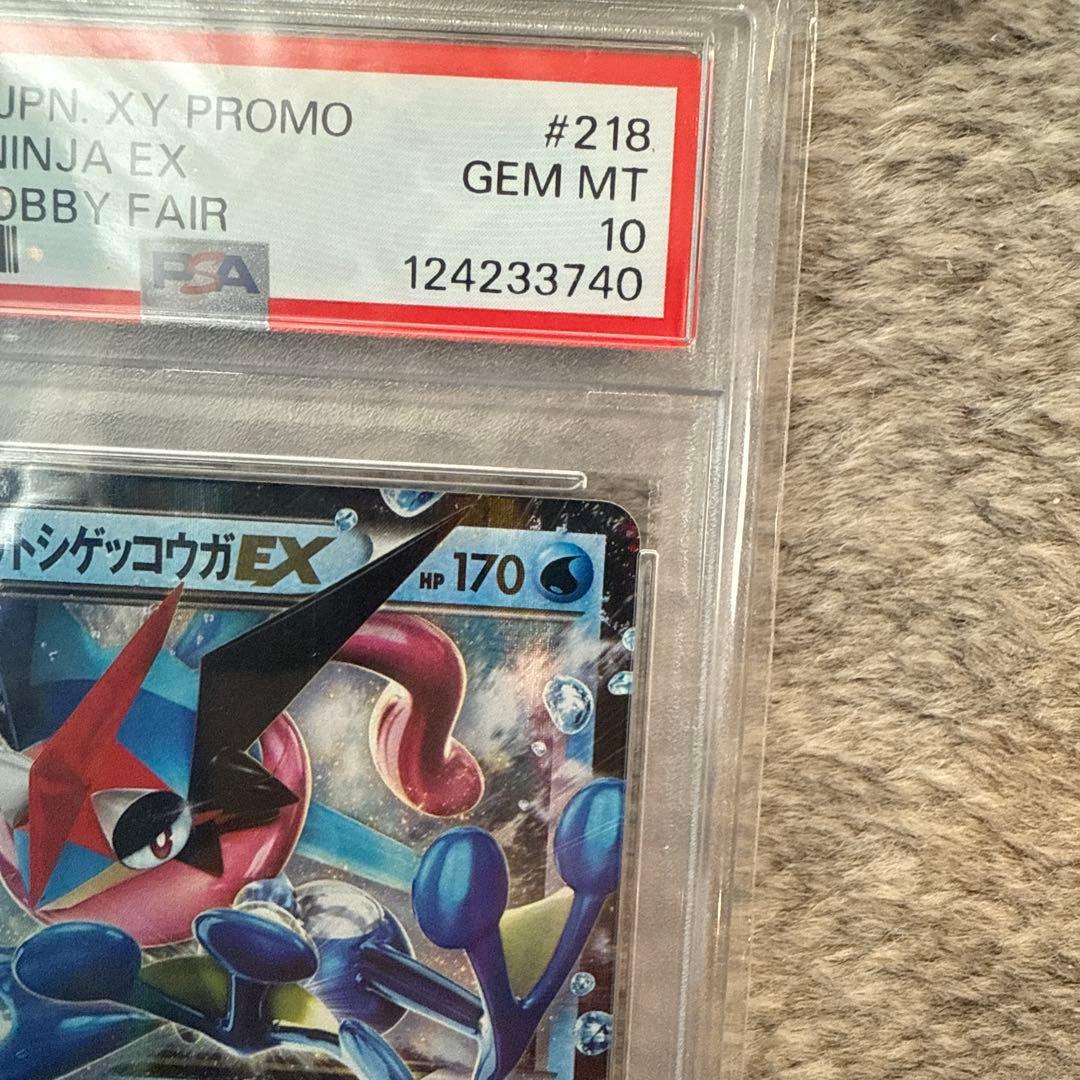 JPN. XY PROMO #218
NINJA EX GEM MT
OBBY FAIR 10
PSA 124233740
トシゲッコウガEX HP 170